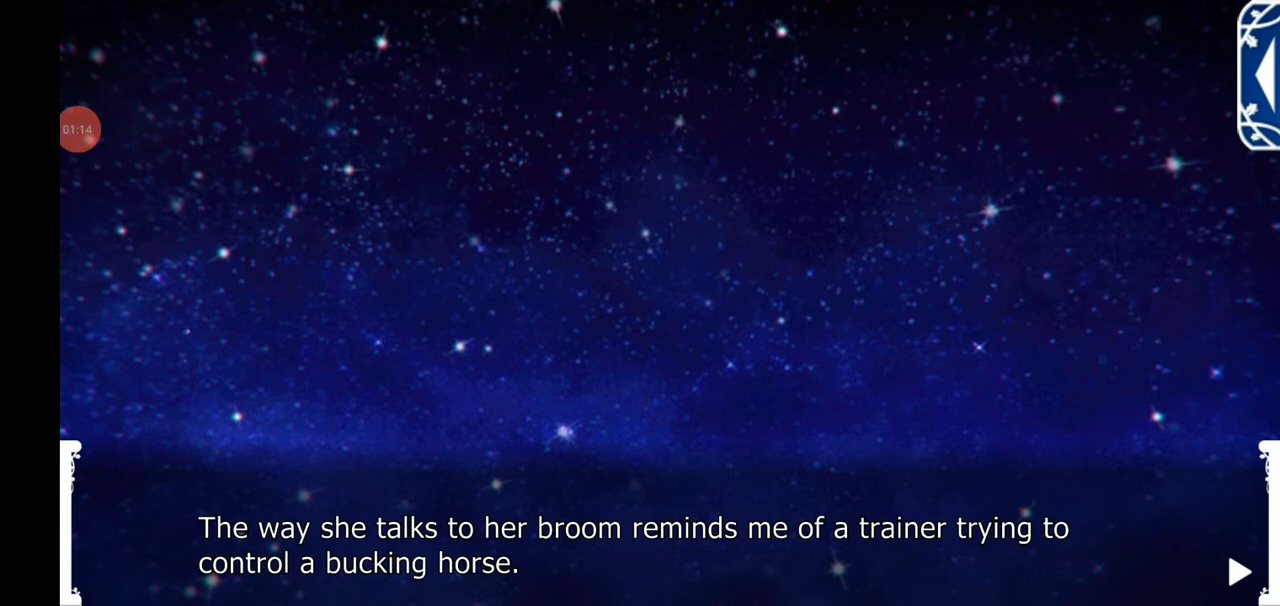 01:14
The way she talks to her broom reminds me of a trainer trying to
control a bucking horse.